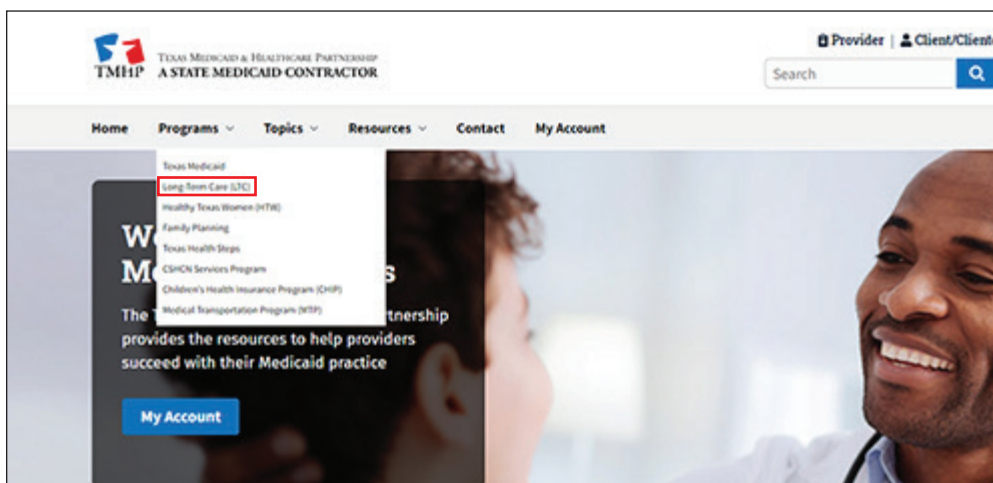 Provider | Client/Cliente
TMHP
TEXAS MEDICAID & HEALTHCARE PARTNERSHIP
A STATE MEDICAID CONTRACTOR
Search
Home Programs Topics Resources Contact My Account
Texas Medicaid
Long-Term Care (LTC)
Healthy Texas Women (HTW)
Family Planning
Texas Health Steps
CSHCN Services Program
Children's Health Insurance Program (CHIP)
Medical Transportation Program (MTP)
The rtnership
provides the resources to help providers
succeed with their Medicaid practice
My Account